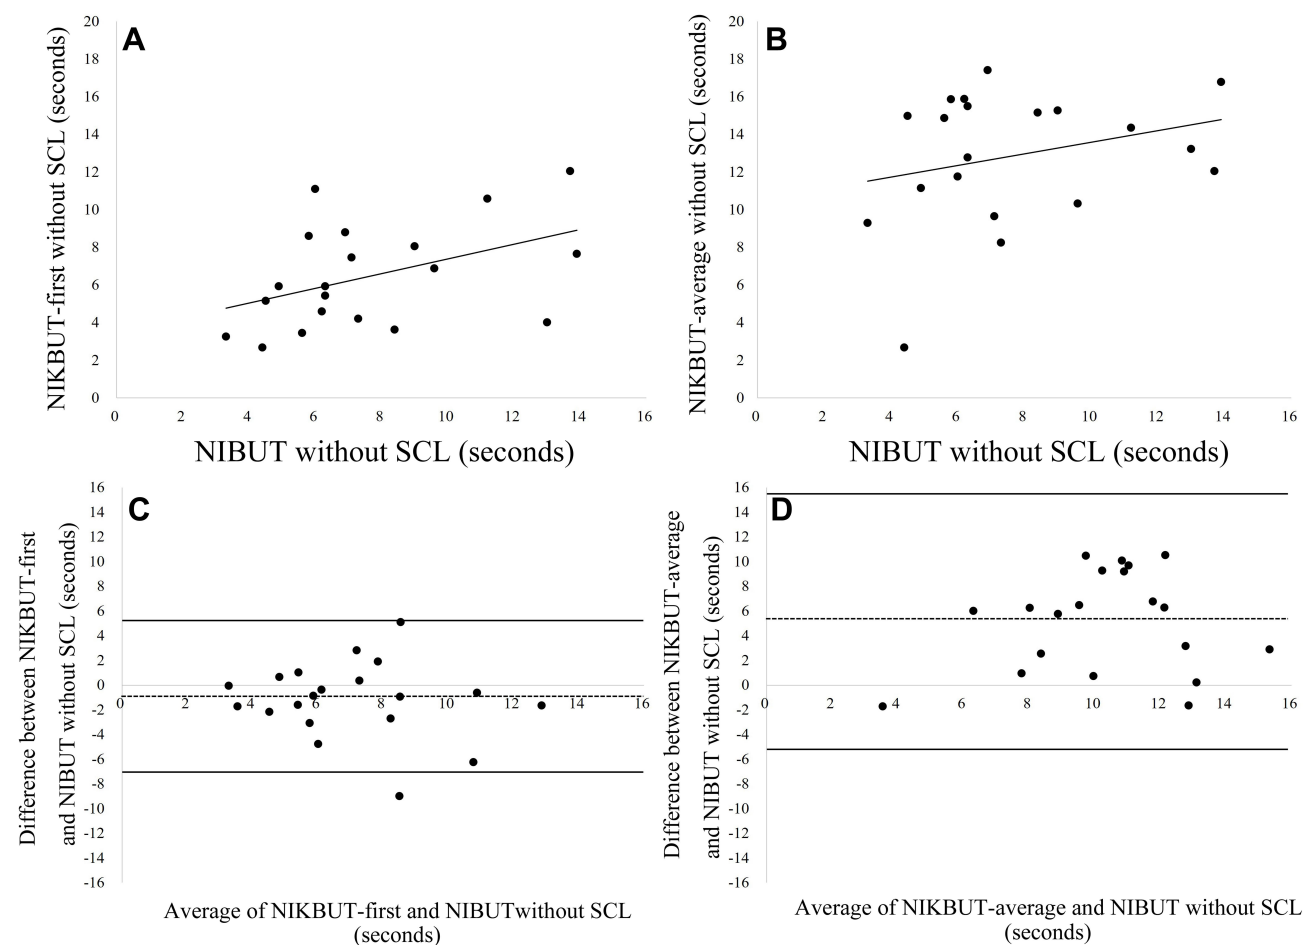 A
NIKBUT-first without SCL (seconds)
20
18
16
14
12
10
8
6
4
2
0
0 2 4 6 8 10 12 14 16
NIBUT without SCL (seconds)
B
NIKBUT-average without SCL (seconds)
20
18
16
14
12
10
8
6
4
2
0
0 2 4 6 8 10 12 14 16
NIBUT without SCL (seconds)
C
Difference between NIKBUT-first
and NIBUT without SCL (seconds)
16
14
12
10
8
6
4
2
0
-2
-4
-6
-8
-10
-12
-14
-16
0 2 4 6 8 10 12 14 16
Average of NIKBUT-first and NIBUTwithout SCL
(seconds)
D
Difference between NIKBUT-average
and NIBUT without SCL (seconds)
16
14
12
10
8
6
4
2
0
-2
-4
-6
-8
-10
-12
-14
-16
0 2 4 6 8 10 12 14 16
Average of NIKBUT-average and NIBUT without SCL
(seconds)